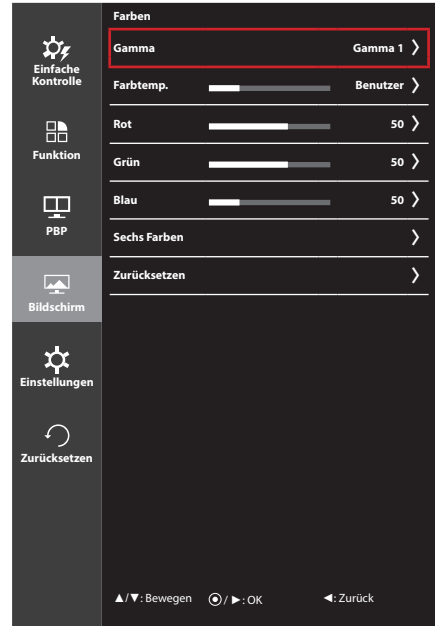 Einfache
Kontrolle
Funktion
PBP
Bildschirm
Einstellungen
Zurücksetzen
Farben
Gamma Gamma 1
Farbtemp. Benutzer
Rot 50
Grün 50
Blau 50
Sechs Farben
Zurücksetzen
▲/▼: Bewegen ⦿/ ►: OK ◄: Zurück